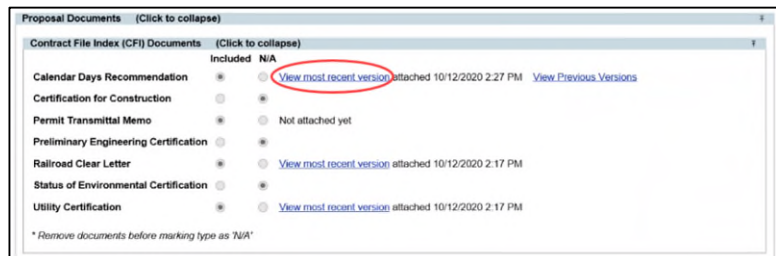 Proposal Documents (Click to collapse)
Contract File Index (CFI) Documents (Click to collapse)
Included N/A
Calendar Days Recommendation View most recent version attached 10/12/2020 2:27 PM View Previous Versions
Certification for Construction
Permit Transmittal Memo Not attached yet
Preliminary Engineering Certification
Railroad Clear Letter View most recent version attached 10/12/2020 2:17 PM
Status of Environmental Certification
Utility Certification View most recent version attached 10/12/2020 2:17 PM
* Remove documents before marking type as 'N/A'